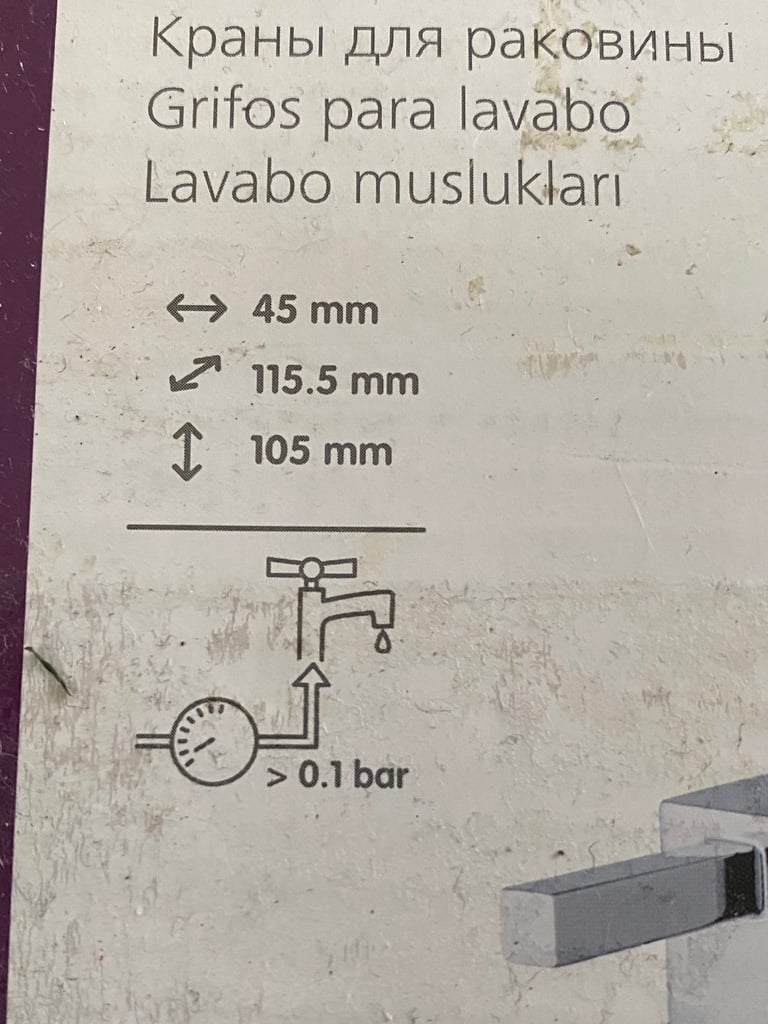 Краны для раковины
Grifos para lavabo
Lavabo muslukları
45 mm
115.5 mm
105 mm
> 0.1 bar